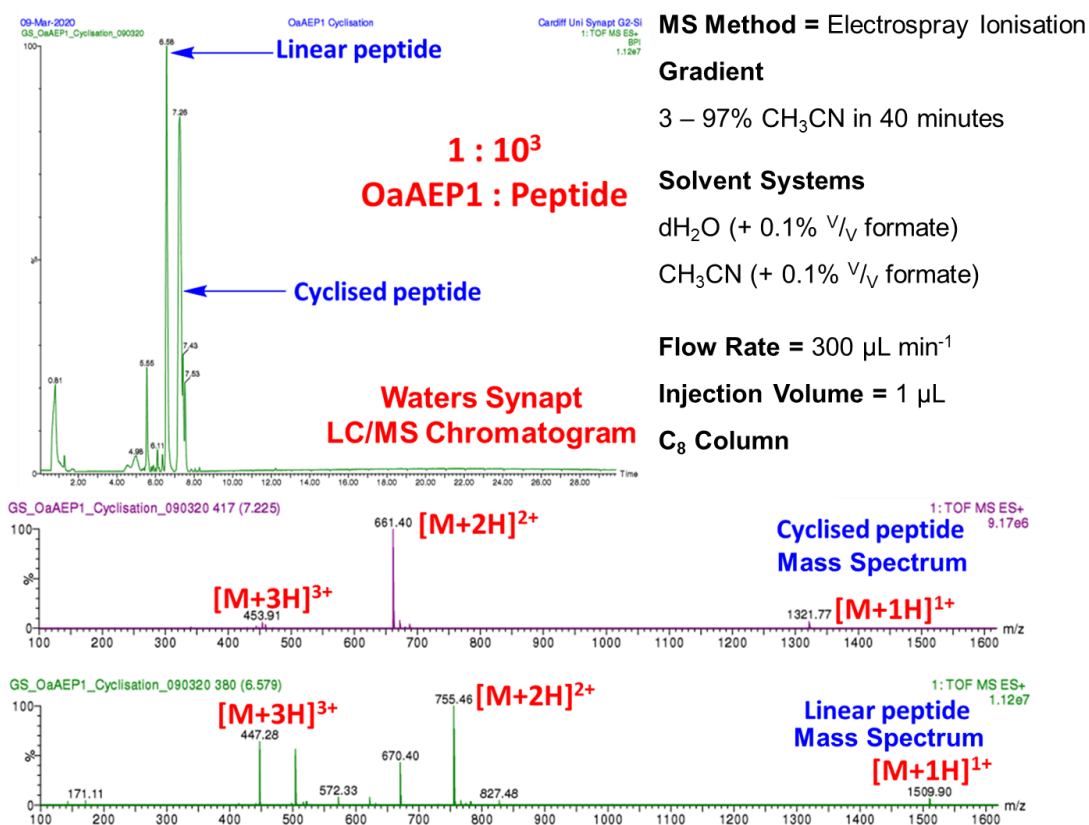 09-Mar-2020
OaAEP1 Cyclisation
Cardiff Uni Synapt G2-Si
GS_OaAEP1_Cyclisation_090320
1: TOF MS ES+
BPI
1.12e7
100
%
0
6.58
Linear peptide
7.26
1 : 10³
OaAEP1 : Peptide
Cyclised peptide
7.43
5.55
7.53
0.81
6.11
4.98
Waters Synapt
LC/MS Chromatogram
Time
2.00 4.00 6.00 8.00 10.00 12.00 14.00 16.00 18.00 20.00 22.00 24.00 26.00 28.00
MS Method = Electrospray Ionisation
Gradient
3 – 97% CH₃CN in 40 minutes
Solvent Systems
dH₂O (+ 0.1% V/V formate)
CH₃CN (+ 0.1% V/V formate)
Flow Rate = 300 µL min⁻¹
Injection Volume = 1 µL
C₈ Column
GS_OaAEP1_Cyclisation_090320 417 (7.225)
1: TOF MS ES+
9.17e6
100
%
0
661.40
[M+2H]²⁺
Cyclised peptide
Mass Spectrum
[M+3H]³⁺
453.91
1321.77
[M+1H]¹⁺
100 200 300 400 500 600 700 800 900 1000 1100 1200 1300 1400 1500 1600 m/z
GS_OaAEP1_Cyclisation_090320 380 (6.579)
1: TOF MS ES+
1.12e7
100
%
0
[M+3H]³⁺
447.28
755.46
[M+2H]²⁺
Linear peptide
Mass Spectrum
670.40
[M+1H]¹⁺
171.11
572.33
827.48
1509.90
100 200 300 400 500 600 700 800 900 1000 1100 1200 1300 1400 1500 1600 m/z